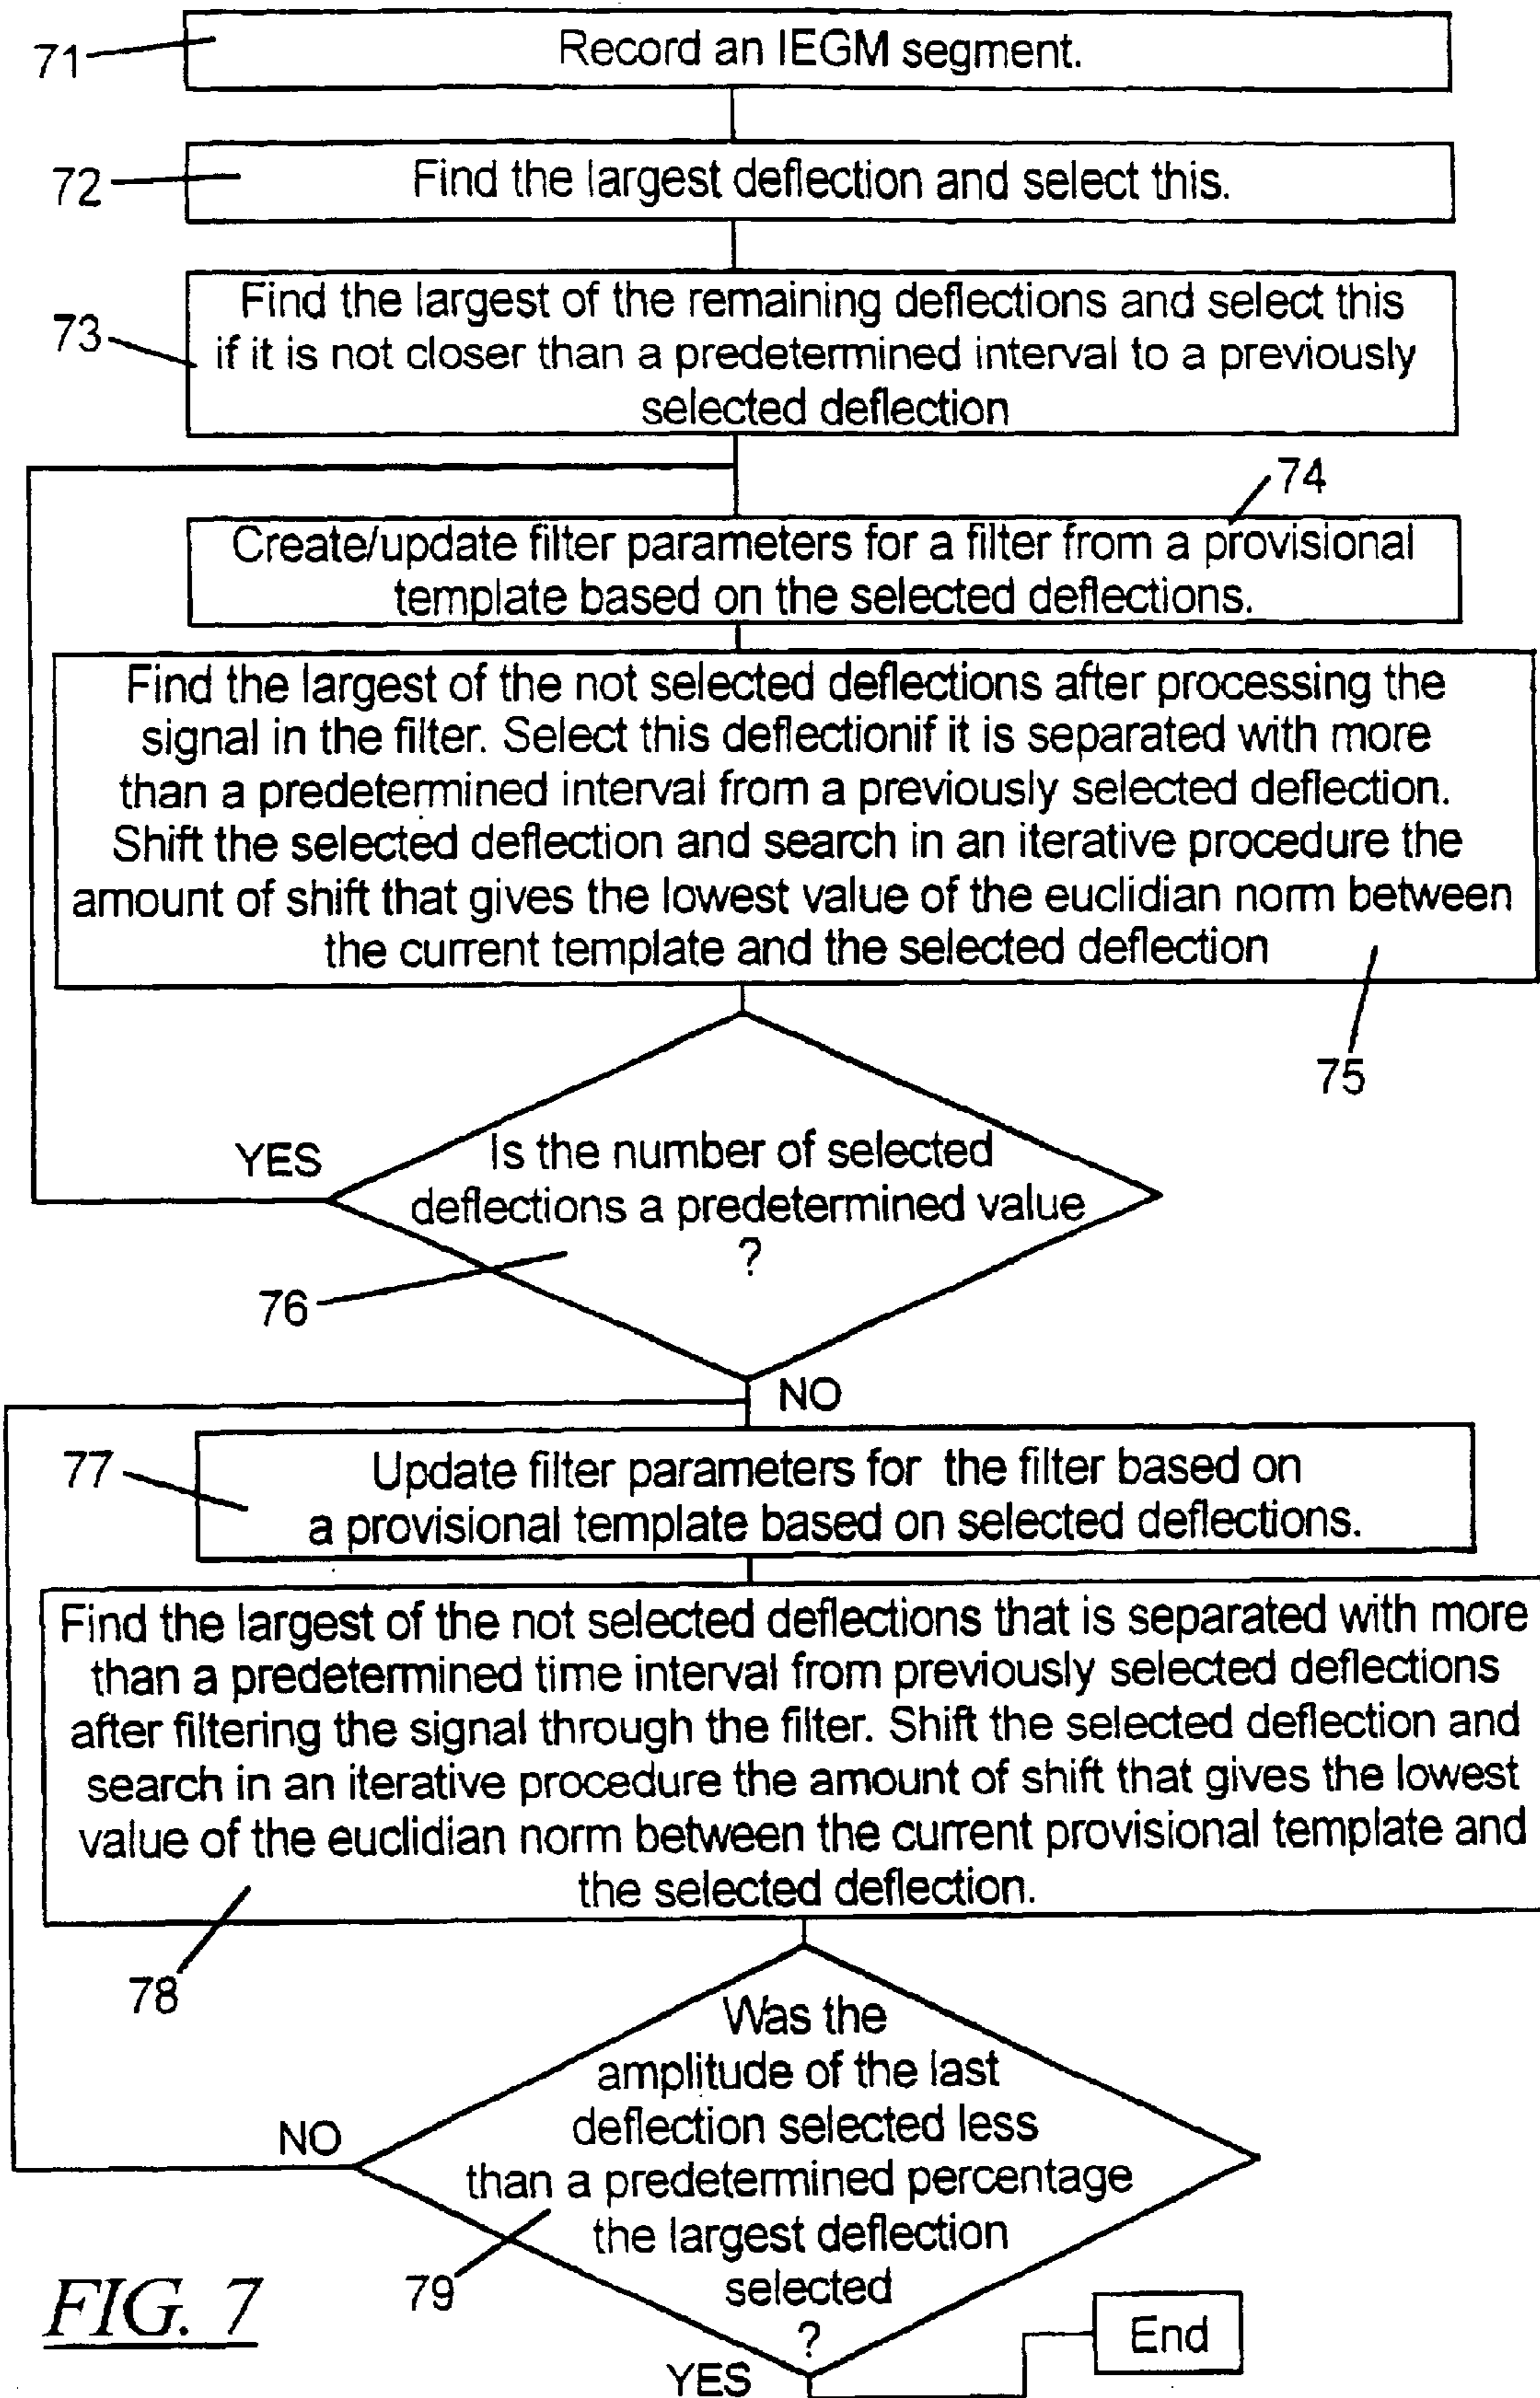 71
Record an IEGM segment.
72
Find the largest deflection and select this.
73
Find the largest of the remaining deflections and select this
if it is not closer than a predetermined interval to a previously
selected deflection
74
Create/update filter parameters for a filter from a provisional
template based on the selected deflections.
Find the largest of the not selected deflections after processing the
signal in the filter. Select this deflectionif it is separated with more
than a predetermined interval from a previously selected deflection.
Shift the selected deflection and search in an iterative procedure the
amount of shift that gives the lowest value of the euclidian norm between
the current template and the selected deflection
75
YES
Is the number of selected
deflections a predetermined value
?
76
NO
77
Update filter parameters for the filter based on
a provisional template based on selected deflections.
Find the largest of the not selected deflections that is separated with more
than a predetermined time interval from previously selected deflections
after filtering the signal through the filter. Shift the selected deflection and
search in an iterative procedure the amount of shift that gives the lowest
value of the euclidian norm between the current provisional template and
the selected deflection.
78
Was the
amplitude of the last
deflection selected less
than a predetermined percentage
the largest deflection
selected
?
NO
79
YES
End
FIG. 7